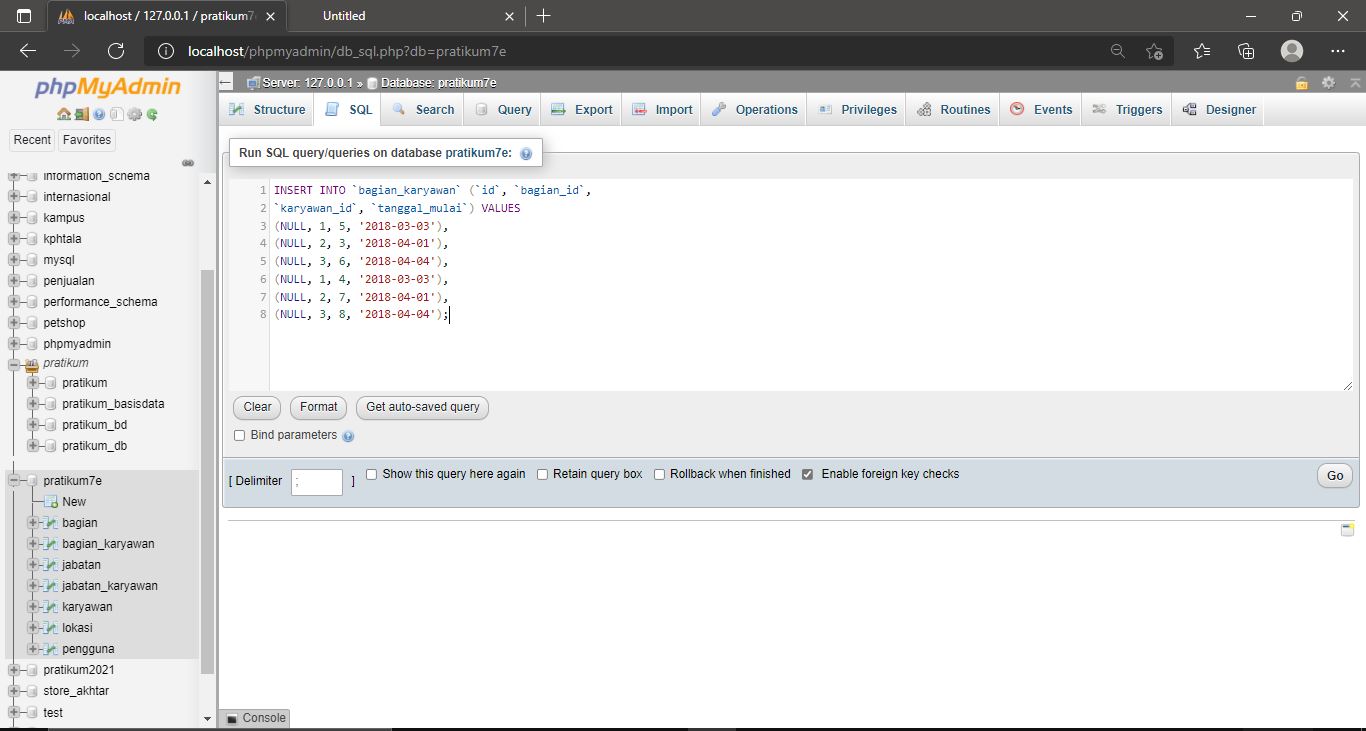 localhost / 127.0.0.1 / pratikum7
Untitled
localhost/phpmyadmin/db_sql.php?db=pratikum7e
phpMyAdmin
Recent
Favorites
information_schema
internasional
kampus
kphtala
mysql
penjualan
performance_schema
petshop
phpmyadmin
pratikum
pratikum
pratikum_basisdata
pratikum_bd
pratikum_db
pratikum7e
New
bagian
bagian_karyawan
jabatan
jabatan_karyawan
karyawan
lokasi
pengguna
pratikum2021
store_akhtar
test
Server: 127.0.0.1 » Database: pratikum7e
Structure SQL Search Query Export Import Operations Privileges Routines Events Triggers Designer
Run SQL query/queries on database pratikum7e:
1 INSERT INTO `bagian_karyawan` (`id`, `bagian_id`,
2 `karyawan_id`, `tanggal_mulai`) VALUES
3 (NULL, 1, 5, '2018-03-03'),
4 (NULL, 2, 3, '2018-04-01'),
5 (NULL, 3, 6, '2018-04-04'),
6 (NULL, 1, 4, '2018-03-03'),
7 (NULL, 2, 7, '2018-04-01'),
8 (NULL, 3, 8, '2018-04-04');
Clear Format Get auto-saved query
Bind parameters
[ Delimiter ; ] Show this query here again Retain query box Rollback when finished Enable foreign key checks Go
Console